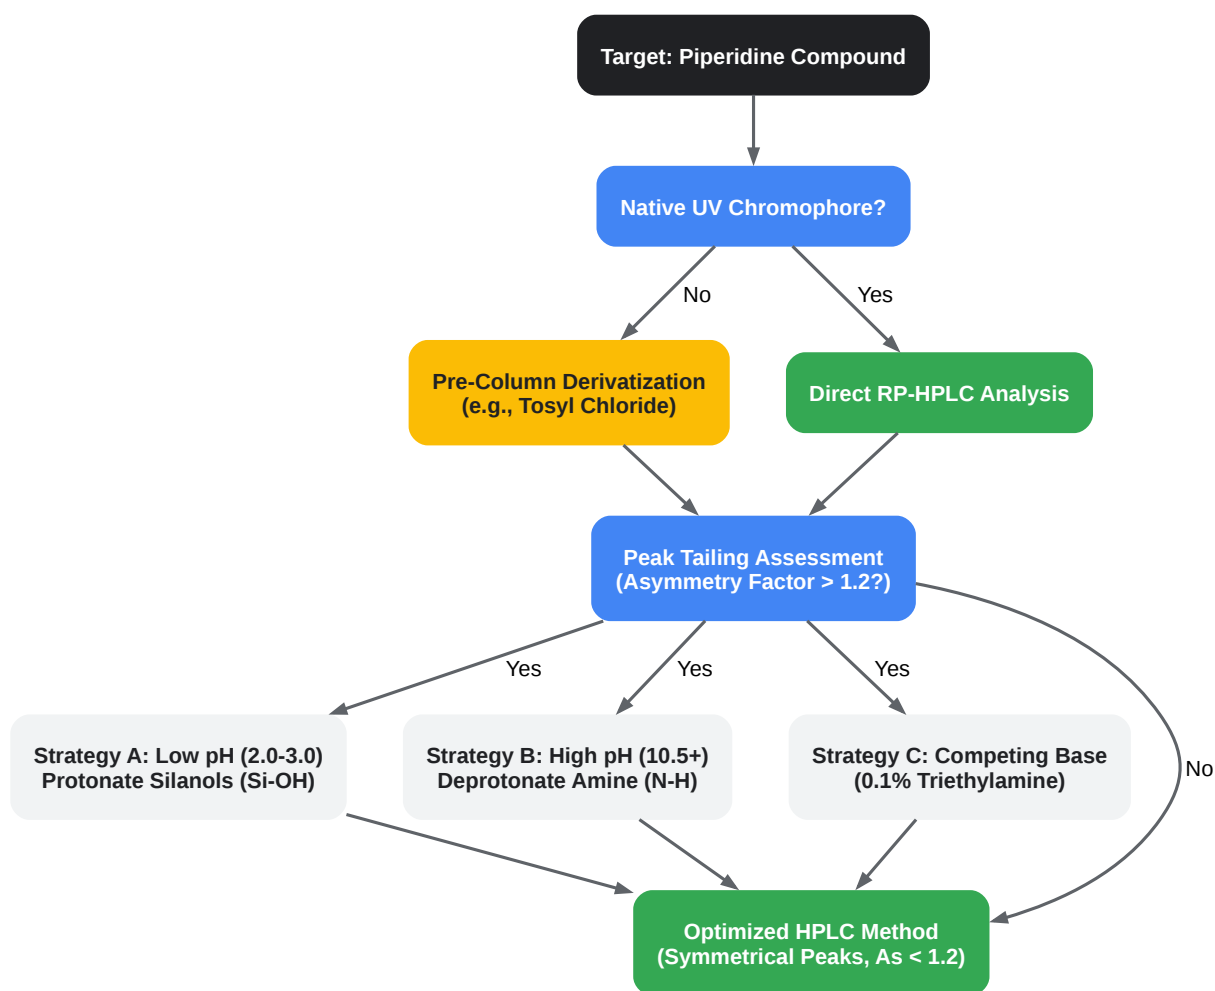 Target: Piperidine Compound
Native UV Chromophore?
No
Yes
Pre-Column Derivatization
(e.g., Tosyl Chloride)
Direct RP-HPLC Analysis
Peak Tailing Assessment
(Asymmetry Factor > 1.2?)
Yes
Yes
Yes
No
Strategy A: Low pH (2.0-3.0)
Protonate Silanols (Si-OH)
Strategy B: High pH (10.5+)
Deprotonate Amine (N-H)
Strategy C: Competing Base
(0.1% Triethylamine)
Optimized HPLC Method
(Symmetrical Peaks, As < 1.2)